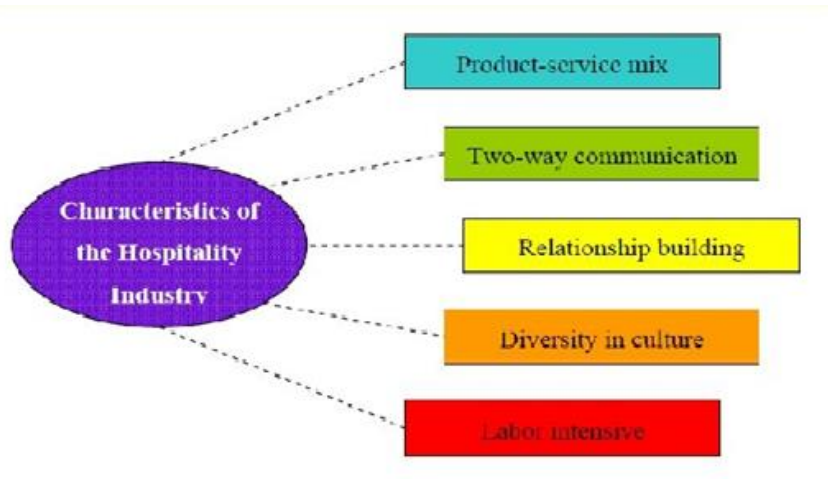 Product-service mix
Two-way communication
Characteristics of
the Hospitality
Industry
Relationship building
Diversity in culture
Labor intensive